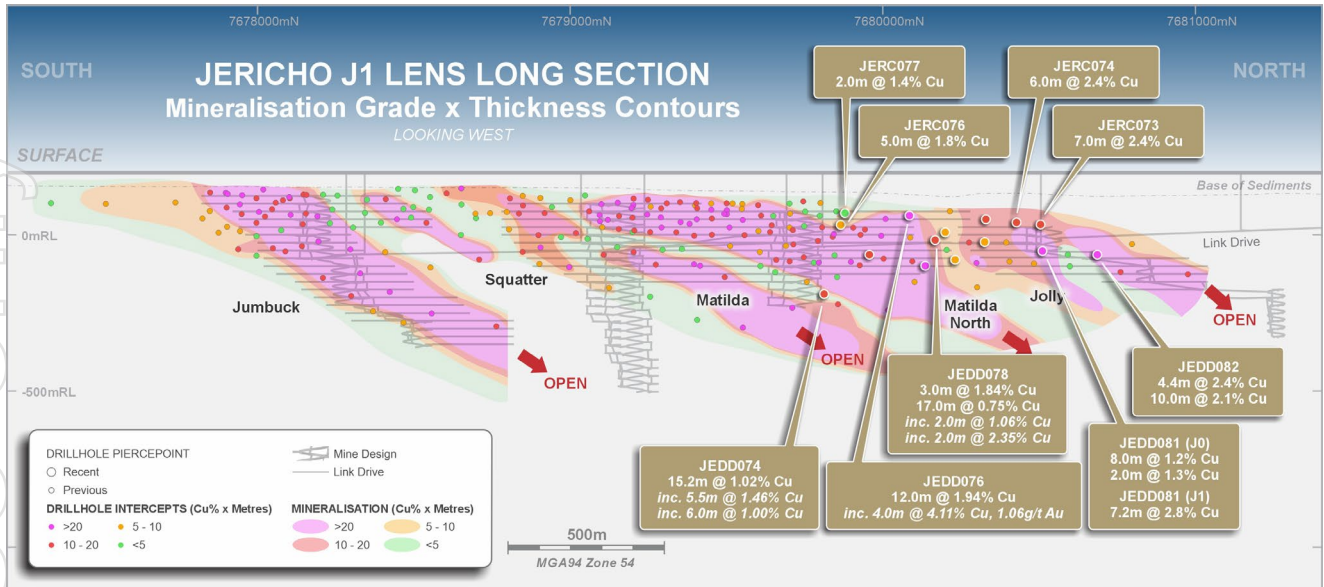 7678000mN
7679000mN
7680000mN
7681000mN
SOUTH
JERICHO J1 LENS LONG SECTION
NORTH
Mineralisation Grade x Thickness Contours
LOOKING WEST
JERC077
2.0m @ 1.4% Cu
JERC074
6.0m @ 2.4% Cu
JERC076
5.0m @ 1.8% Cu
JERC073
7.0m @ 2.4% Cu
SURFACE
Base of Sediments
0mRL
Link Drive
Squatter
Jumbuck
Matilda
Matilda
North
Jolly
OPEN
OPEN
OPEN
-500mRL
JEDD078
3.0m @ 1.84% Cu
17.0m @ 0.75% Cu
inc. 2.0m @ 1.06% Cu
inc. 2.0m @ 2.35% Cu
JEDD082
4.4m @ 2.4% Cu
10.0m @ 2.1% Cu
JEDD074
15.2m @ 1.02% Cu
inc. 5.5m @ 1.46% Cu
inc. 6.0m @ 1.00% Cu
JEDD076
12.0m @ 1.94% Cu
inc. 4.0m @ 4.11% Cu, 1.06g/t Au
JEDD081 (J0)
8.0m @ 1.2% Cu
2.0m @ 1.3% Cu
JEDD081 (J1)
7.2m @ 2.8% Cu
DRILLHOLE PIERCEPOINT
Recent
Previous
Mine Design
Link Drive
DRILLHOLE INTERCEPTS (Cu% x Metres)
>20
5 - 10
10 - 20
<5
MINERALISATION (Cu% x Metres)
>20
5 - 10
10 - 20
<5
500m
MGA94 Zone 54